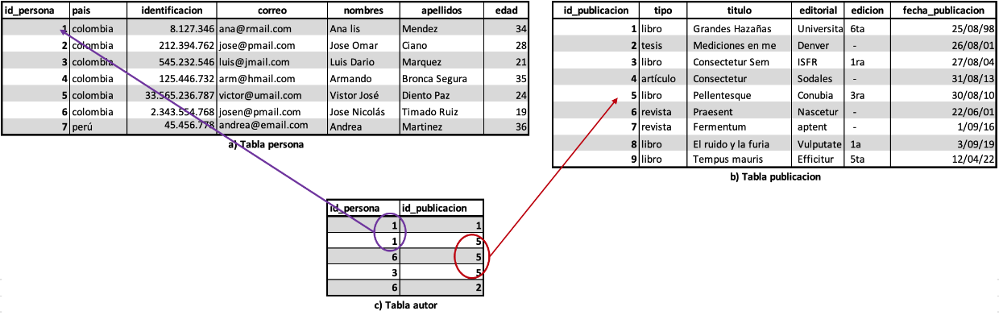 id_persona pais identificacion correo nombres apellidos edad
1 colombia 8.127.346 ana@rmail.com Ana lis Mendez 34
2 colombia 212.394.762 jose@pmail.com Jose Omar Ciano 28
3 colombia 545.232.546 luis@jmail.com Luis Dario Marquez 21
4 colombia 125.446.732 arm@hmail.com Armando Bronca Segura 35
5 colombia 33.565.236.787 victor@umail.com Vistor José Diento Paz 24
6 colombia 2.343.554.768 josen@pmail.com Jose Nicolás Timado Ruiz 19
7 perú 45.456.778 andrea@email.com Andrea Martinez 36
a) Tabla persona
id_publicacion tipo titulo editorial edicion fecha_publicacion
1 libro Grandes Hazañas Universita 6ta 25/08/98
2 tesis Mediciones en me Denver - 26/08/01
3 libro Consectetur Sem ISFR 1ra 27/08/04
4 artículo Consectetur Sodales - 31/08/13
5 libro Pellentesque Conubia 3ra 30/08/10
6 revista Praesent Nascetur - 22/06/01
7 revista Fermentum aptent - 1/09/16
8 libro El ruido y la furia Vulputate 1a 3/09/19
9 libro Tempus mauris Efficitur 5ta 12/04/22
b) Tabla publicacion
id_persona id_publicacion
1 1
1 5
6 5
3 5
6 2
c) Tabla autor